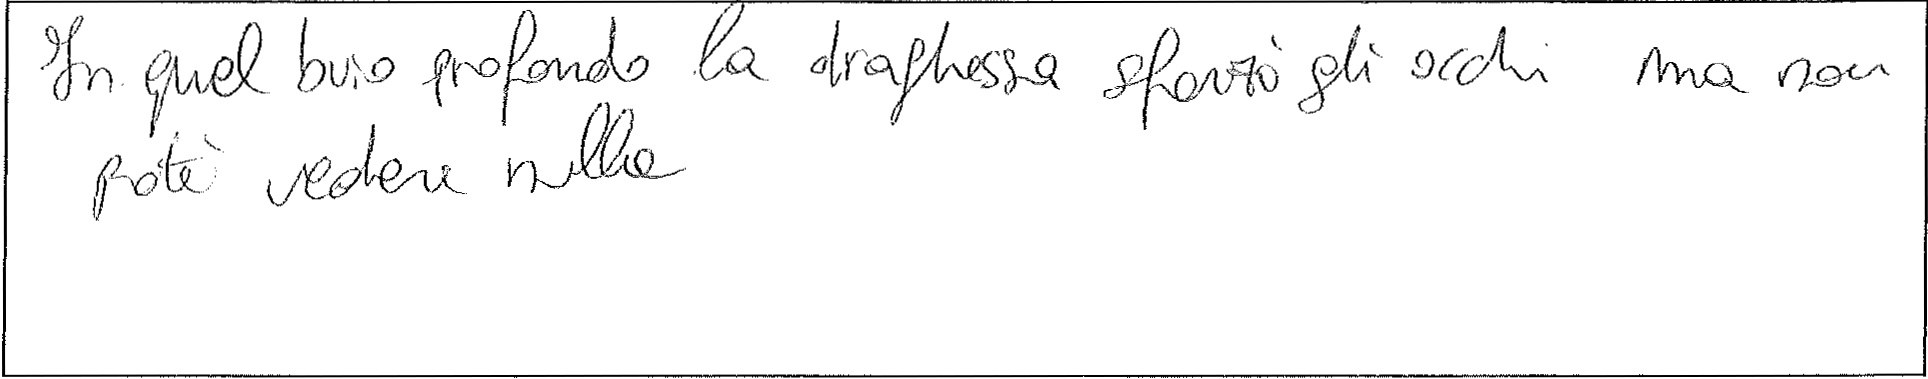 In quel buio profondo la draghessa sforzò gli occhi ma non
poté vedere nulla